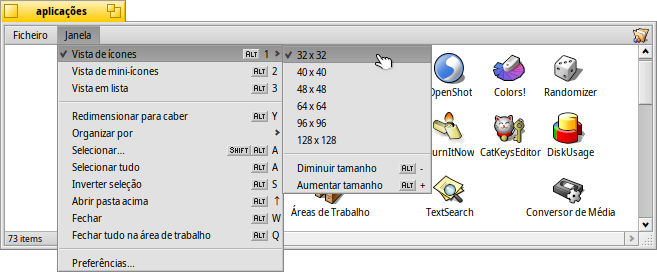 aplicações
Ficheiro Janela
Vista de ícones ALT 1
Vista de mini-ícones ALT 2
Vista em lista ALT 3
Redimensionar para caber ALT Y
Organizar por
Selecionar... SHIFT ALT A
Selecionar tudo ALT A
Inverter seleção ALT S
Abrir pasta acima ALT ↑
Fechar ALT W
Fechar tudo na área de trabalho ALT Q
Preferências...
32 x 32
40 x 40
48 x 48
64 x 64
96 x 96
128 x 128
Diminuir tamanho ALT -
Aumentar tamanho ALT +
OpenShot Colors! Randomizer
urnItNow CatKeysEditor DiskUsage
Áreas de Trabalho TextSearch Conversor de Média
73 items